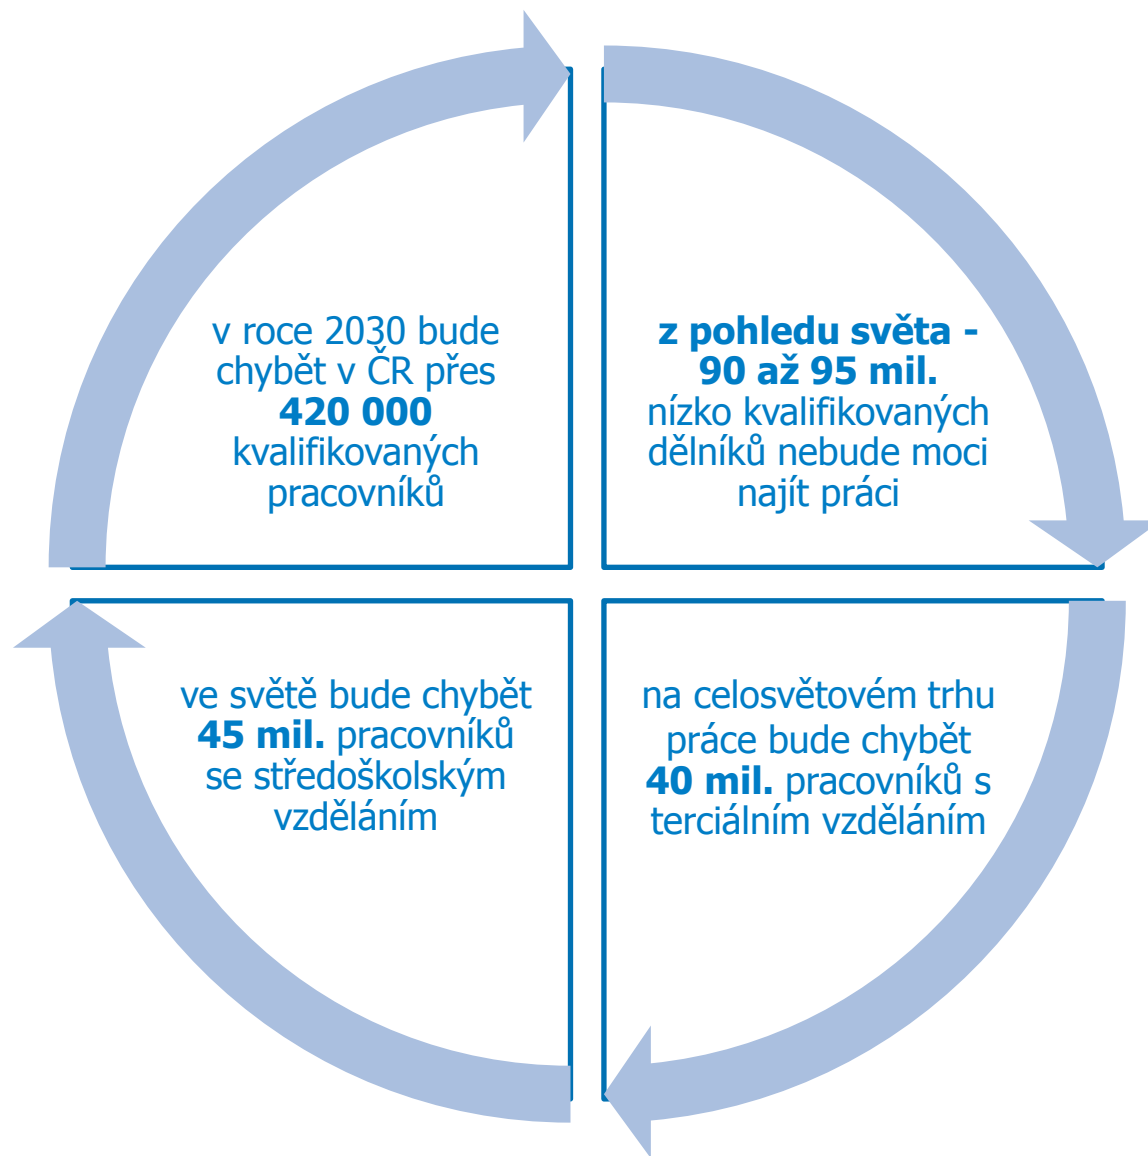 v roce 2030 bude
chybět v ČR přes
420 000
kvalifikovaných
pracovníků
z pohledu světa -
90 až 95 mil.
nízko kvalifikovaných
dělníků nebude moci
najít práci
ve světě bude chybět
45 mil. pracovníků
se středoškolským
vzděláním
na celosvětovém trhu
práce bude chybět
40 mil. pracovníků s
terciálním vzděláním